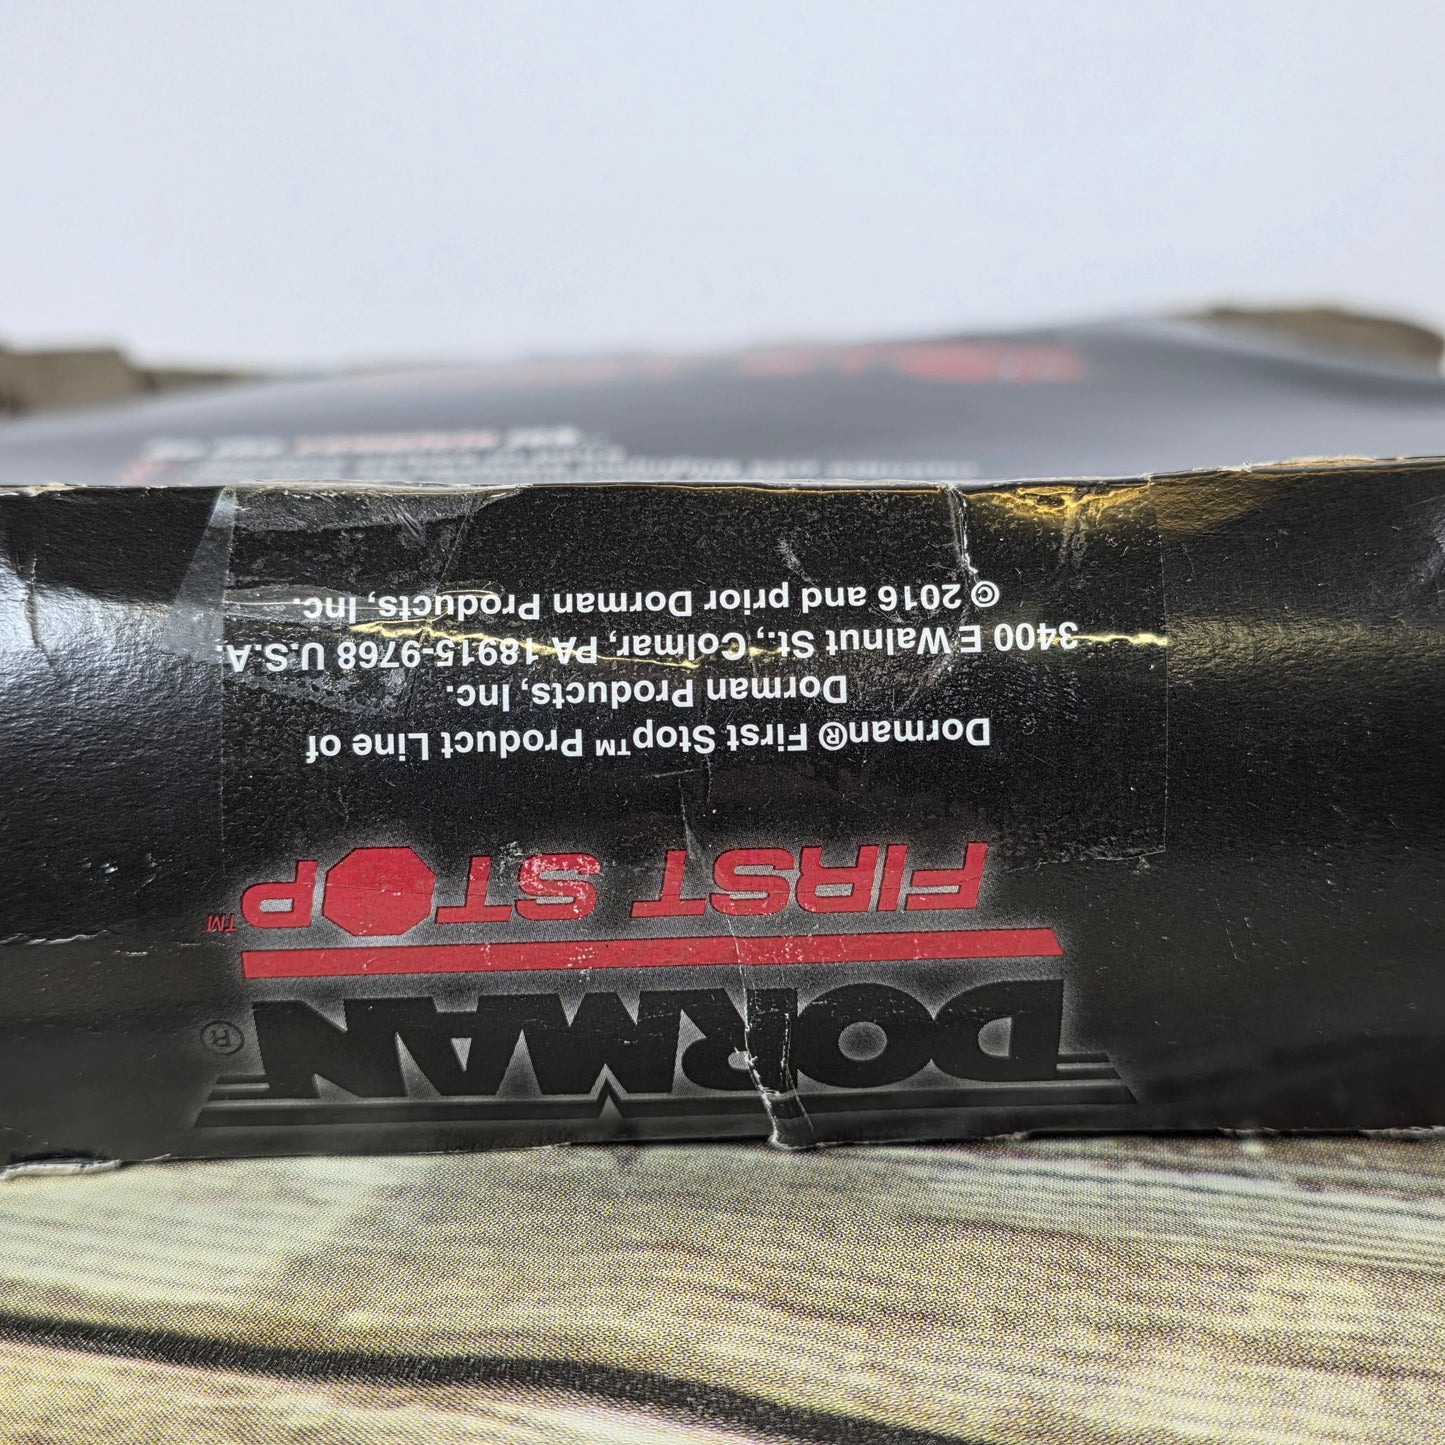 DORMAN®
FIRST STOP™
Dorman® First Stop™ Product Line of
Dorman Products, Inc.
3400 E Walnut St., Colmar, PA 18915-9768 U.S.A.
© 2016 and prior Dorman Products, Inc.